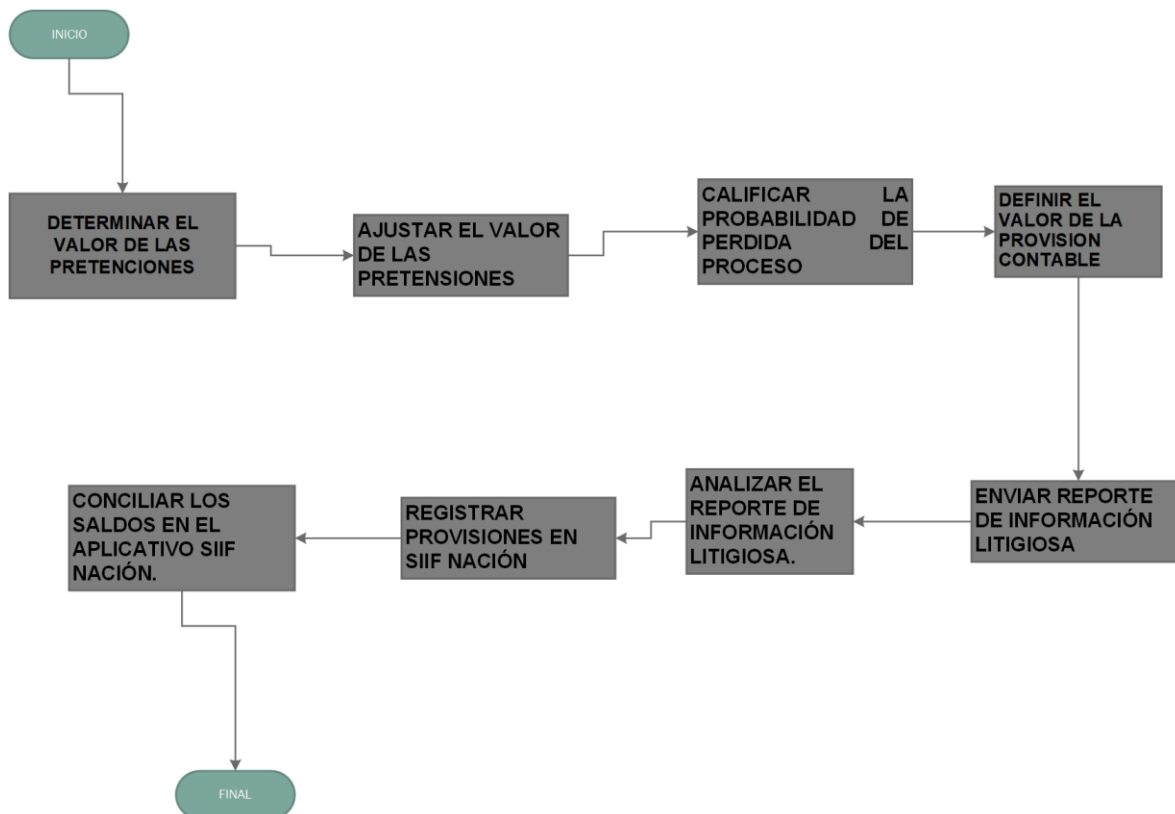 INICIO
DETERMINAR EL
VALOR DE LAS
PRETENCIONES
AJUSTAR EL VALOR
DE LAS
PRETENSIONES
CALIFICAR LA
PROBABILIDAD DE
PERDIDA DEL
PROCESO
DEFINIR EL
VALOR DE LA
PROVISION
CONTABLE
ENVIAR REPORTE
DE INFORMACIÓN
LITIGIOSA
ANALIZAR EL
REPORTE DE
INFORMACIÓN
LITIGIOSA.
REGISTRAR
PROVISIONES EN
SIIF NACIÓN
CONCILIAR LOS
SALDOS EN EL
APLICATIVO SIIF
NACIÓN.
FINAL